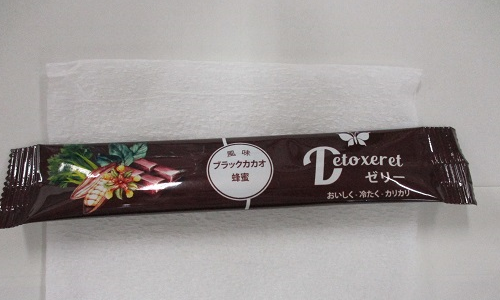 風味
ブラックカカオ
蜂蜜
Detoxeret
ゼリー
おいしく・冷たく・カリカリ